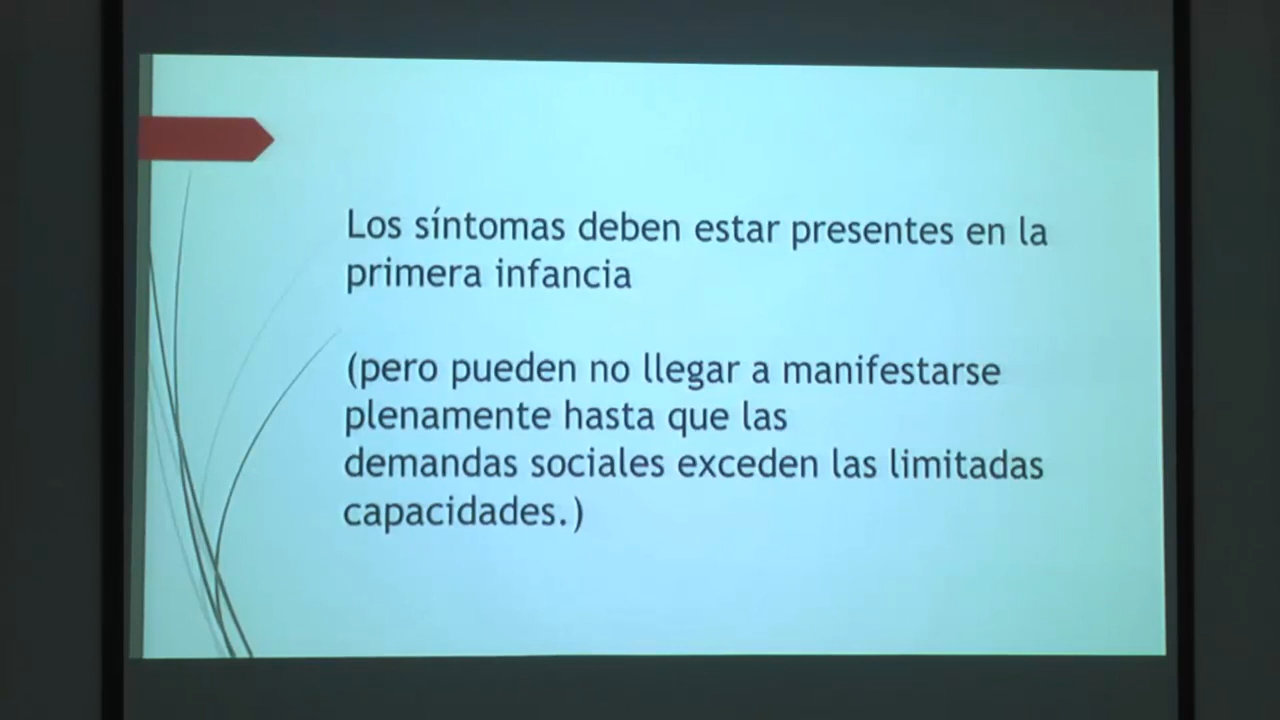 Los síntomas deben estar presentes en la
primera infancia
(pero pueden no llegar a manifestarse
plenamente hasta que las
demandas sociales exceden las limitadas
capacidades.)